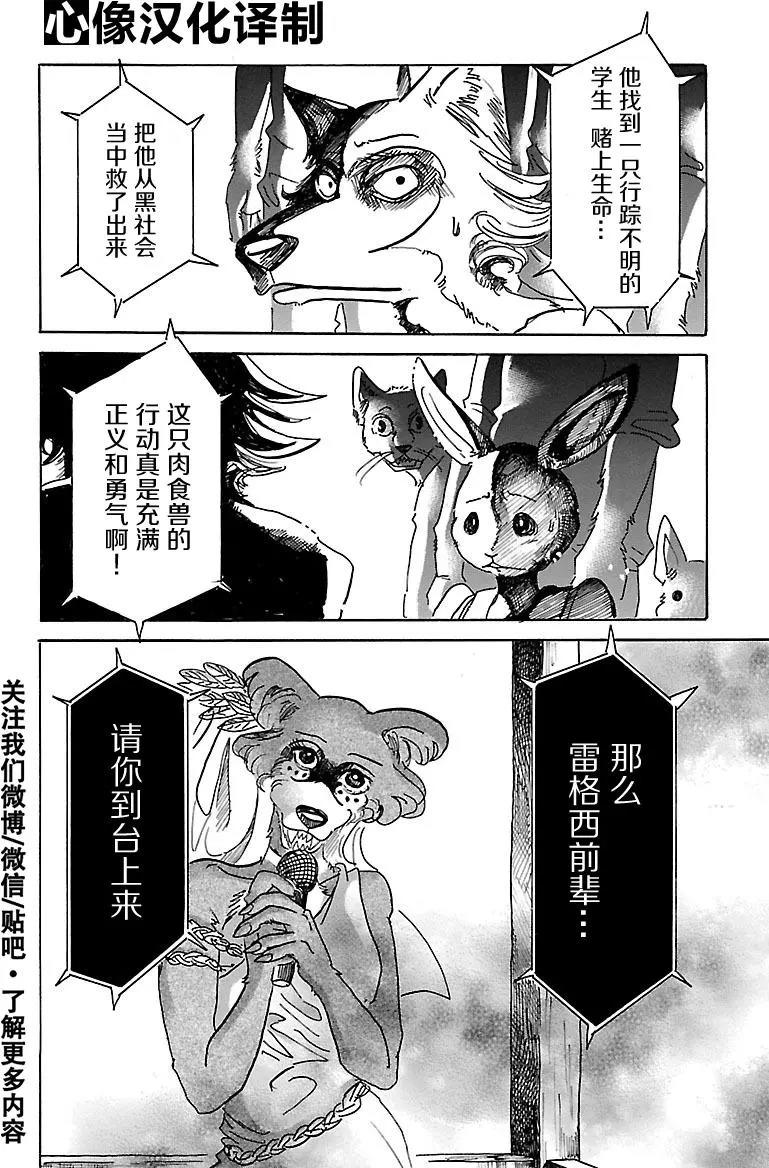 心像汉化译制
他找到一只行踪不明的
学生 赌上生命…
把他从黑社会
当中救了出来
这只肉食兽的
行动真是充满
正义和勇气啊！
那么
雷格西前辈…
请你到台上来
关注我们微博/微信/贴吧·了解更多内容